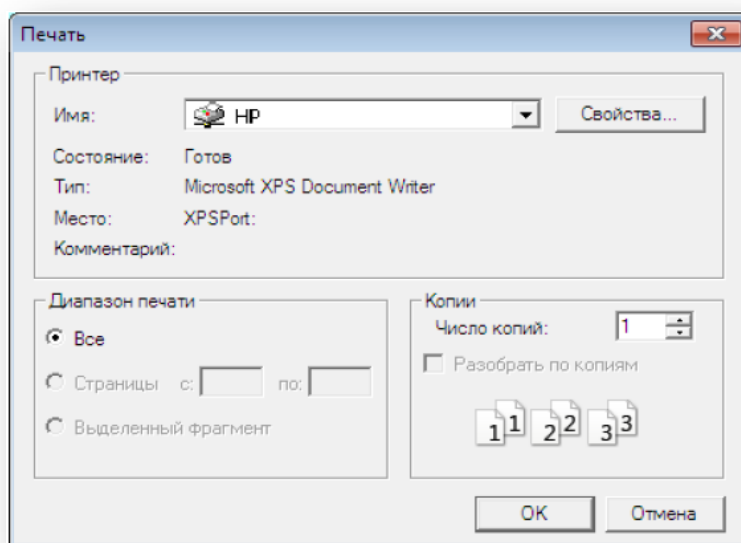 Печать
Принтер
Имя: HP Свойства...
Состояние: Готов
Тип: Microsoft XPS Document Writer
Место: XPSPort:
Комментарий:
Диапазон печати
Все
Страницы с: по:
Выделенный фрагмент
Копии
Число копий: 1
Разобрать по копиям
1 1 2 2 3 3
OK Отмена